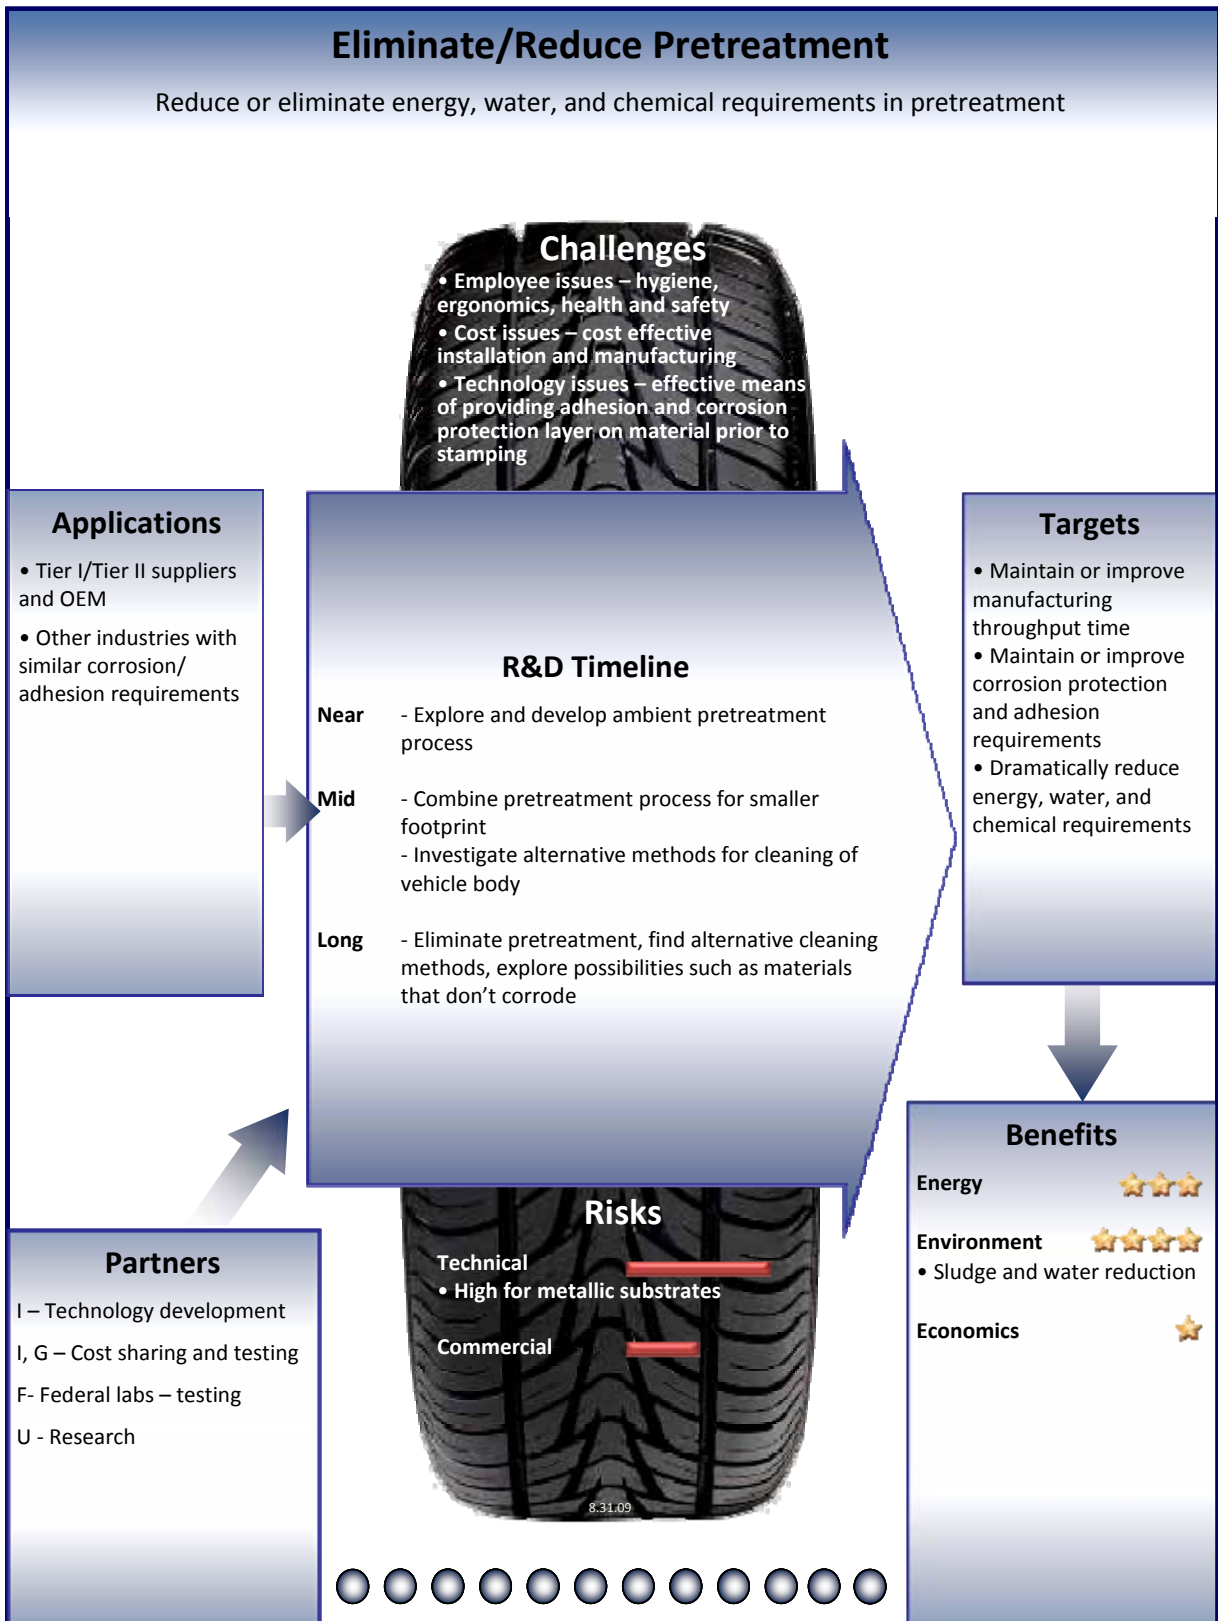 Eliminate/Reduce Pretreatment
Reduce or eliminate energy, water, and chemical requirements in pretreatment
Challenges
• Employee issues – hygiene,
ergonomics, health and safety
• Cost issues – cost effective
installation and manufacturing
• Technology issues – effective means
of providing adhesion and corrosion
protection layer on material prior to
stamping
Applications
• Tier I/Tier II suppliers
and OEM
• Other industries with
similar corrosion/
adhesion requirements
R&D Timeline
Near - Explore and develop ambient pretreatment
process
Mid - Combine pretreatment process for smaller
footprint
- Investigate alternative methods for cleaning of
vehicle body
Long - Eliminate pretreatment, find alternative cleaning
methods, explore possibilities such as materials
that don’t corrode
Targets
• Maintain or improve
manufacturing
throughput time
• Maintain or improve
corrosion protection
and adhesion
requirements
• Dramatically reduce
energy, water, and
chemical requirements
Partners
I – Technology development
I, G – Cost sharing and testing
F- Federal labs – testing
U - Research
Risks
Technical
• High for metallic substrates
Commercial
8.31.09
Benefits
Energy
Environment
• Sludge and water reduction
Economics